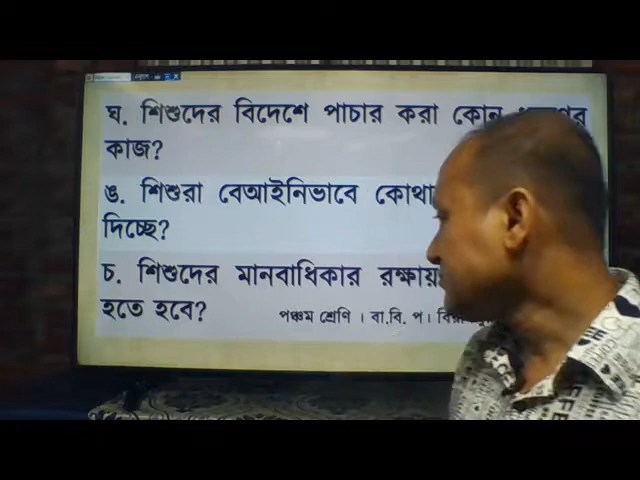 ঘ. শিশুদের বিদেশে পাচার করা কোন
কাজ?
ঙ. শিশুরা বেআইনিভাবে কোথা
দিচ্ছে?
চ. শিশুদের মানবাধিকার রক্ষায়
হতে হবে?
পঞ্চম শ্রেণি । বা.বি. প।